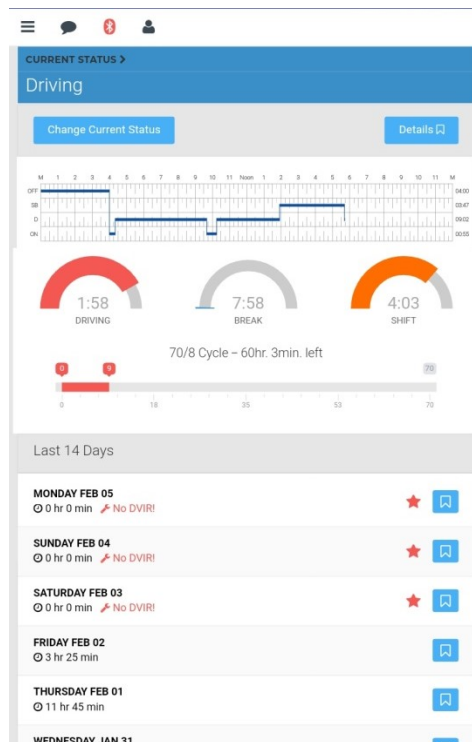 CURRENT STATUS >
Driving
Change Current Status
Details
M 1 2 3 4 5 6 7 8 9 10 11 Noon 1 2 3 4 5 6 7 8 9 10 11 M
OFF 04:00
SB 03:47
D 09:02
ON 00:55
1:58 7:58 4:03
DRIVING BREAK SHIFT
70/8 Cycle – 60hr. 3min. left
0 9 70
0 18 35 53 70
Last 14 Days
MONDAY FEB 05
0 hr 0 min No DVIR!
SUNDAY FEB 04
0 hr 0 min No DVIR!
SATURDAY FEB 03
0 hr 0 min No DVIR!
FRIDAY FEB 02
3 hr 25 min
THURSDAY FEB 01
11 hr 45 min
WEDNESDAY JAN 31